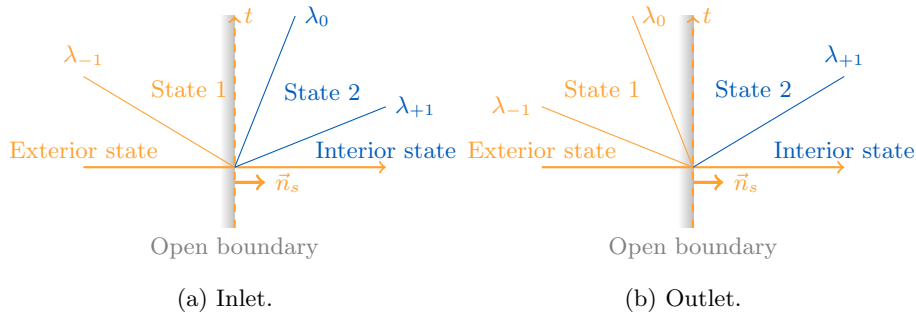 t
λ₀
λ₋₁
State 1
State 2
λ₊₁
Exterior state
Interior state
n⃗ₛ
Open boundary
(a) Inlet.
λ₀
t
λ₊₁
State 1
State 2
λ₋₁
Exterior state
Interior state
n⃗ₛ
Open boundary
(b) Outlet.